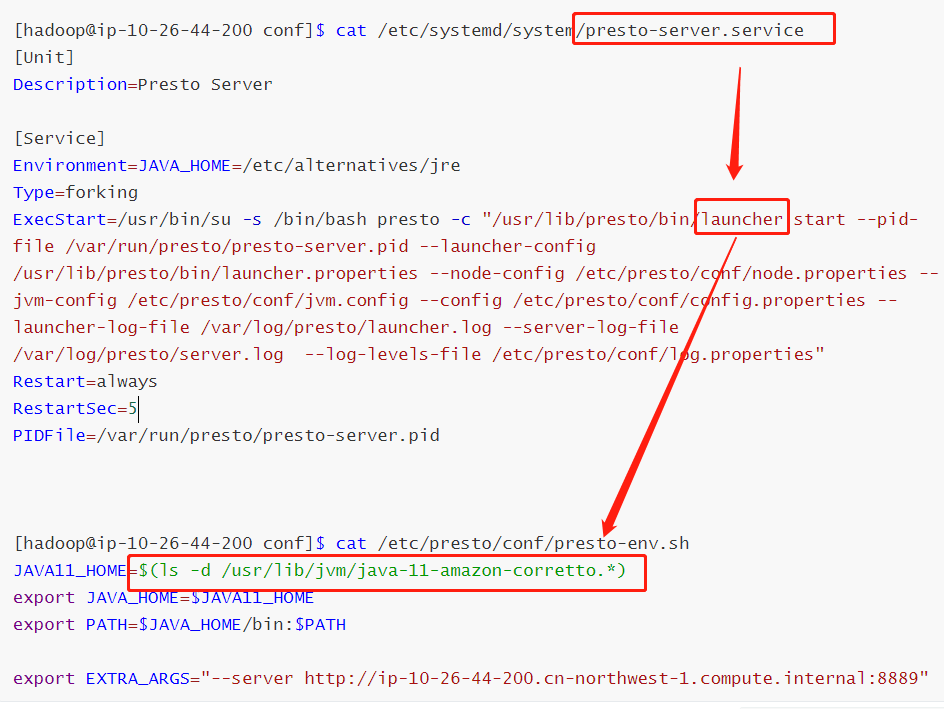 [hadoop@ip-10-26-44-200 conf]$ cat /etc/systemd/system/presto-server.service
[Unit]
Description=Presto Server
[Service]
Environment=JAVA_HOME=/etc/alternatives/jre
Type=forking
ExecStart=/usr/bin/su -s /bin/bash presto -c "/usr/lib/presto/bin/launcher start --pid-
file /var/run/presto/presto-server.pid --launcher-config
/usr/lib/presto/bin/launcher.properties --node-config /etc/presto/conf/node.properties --
jvm-config /etc/presto/conf/jvm.config --config /etc/presto/conf/config.properties --
launcher-log-file /var/log/presto/launcher.log --server-log-file
/var/log/presto/server.log  --log-levels-file /etc/presto/conf/log.properties"
Restart=always
RestartSec=5
PIDFile=/var/run/presto/presto-server.pid
[hadoop@ip-10-26-44-200 conf]$ cat /etc/presto/conf/presto-env.sh
JAVA11_HOME=$(ls -d /usr/lib/jvm/java-11-amazon-corretto.*)
export JAVA_HOME=$JAVA11_HOME
export PATH=$JAVA_HOME/bin:$PATH
export EXTRA_ARGS="--server http://ip-10-26-44-200.cn-northwest-1.compute.internal:8889"